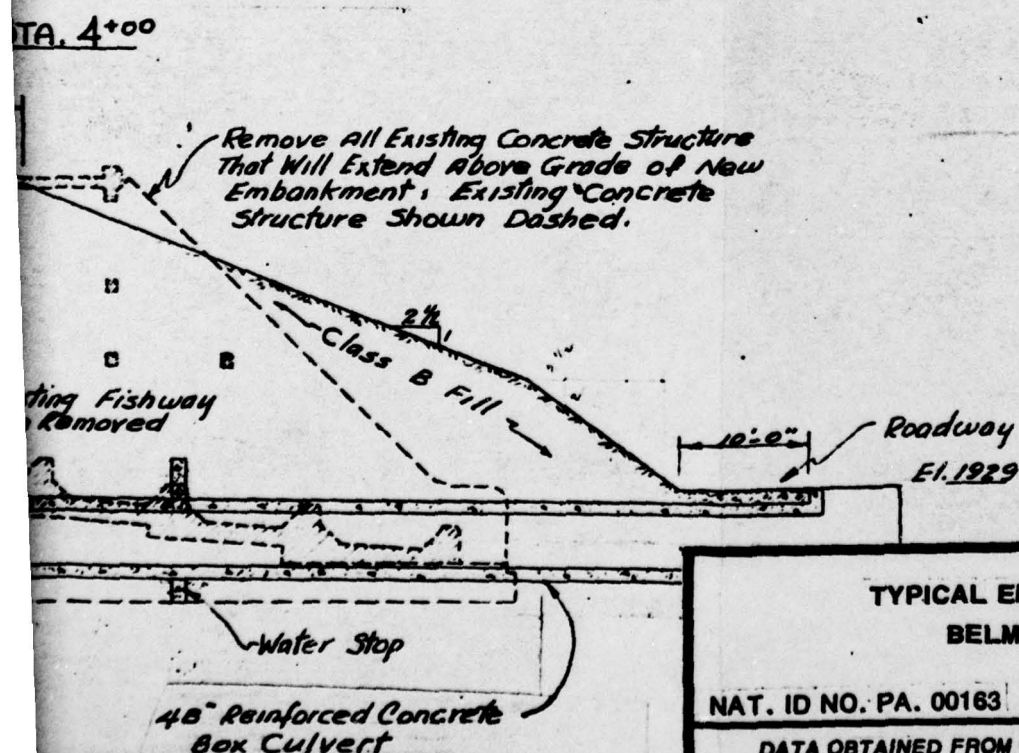 TA. 4+00
Remove All Existing Concrete Structure
That Will Extend Above Grade of New
Embankment; Existing Concrete
Structure Shown Dashed.
2½
1
Class B Fill
ting Fishway
Removed
10'-0"
Roadway
El. 1929
Water Stop
48" Reinforced Concrete
Box Culvert
TYPICAL E
BELM
NAT. ID NO. PA. 00163
DATA OBTAINED FROM